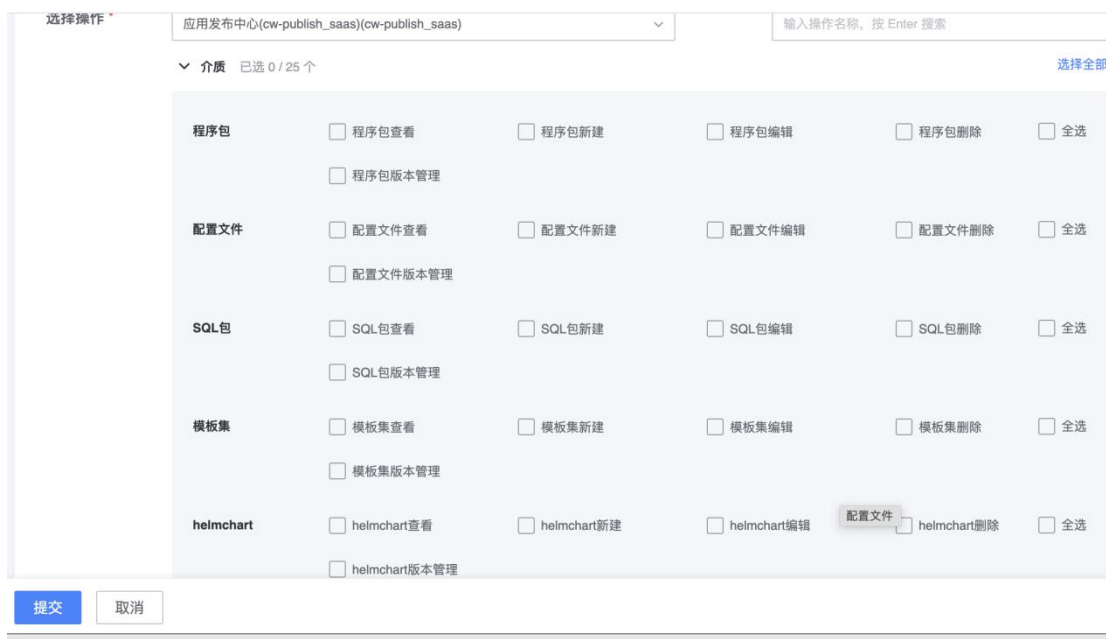 选择操作 *
应用发布中心(cw-publish_saas)(cw-publish_saas)
输入操作名称，按 Enter 搜索
介质 已选 0 / 25 个 选择全部
程序包 程序包查看 程序包新建 程序包编辑 程序包删除 全选
程序包版本管理
配置文件 配置文件查看 配置文件新建 配置文件编辑 配置文件删除 全选
配置文件版本管理
SQL包 SQL包查看 SQL包新建 SQL包编辑 SQL包删除 全选
SQL包版本管理
模板集 模板集查看 模板集新建 模板集编辑 模板集删除 全选
模板集版本管理
配置文件
helmchart helmchart查看 helmchart新建 helmchart编辑 helmchart删除 全选
helmchart版本管理
提交 取消